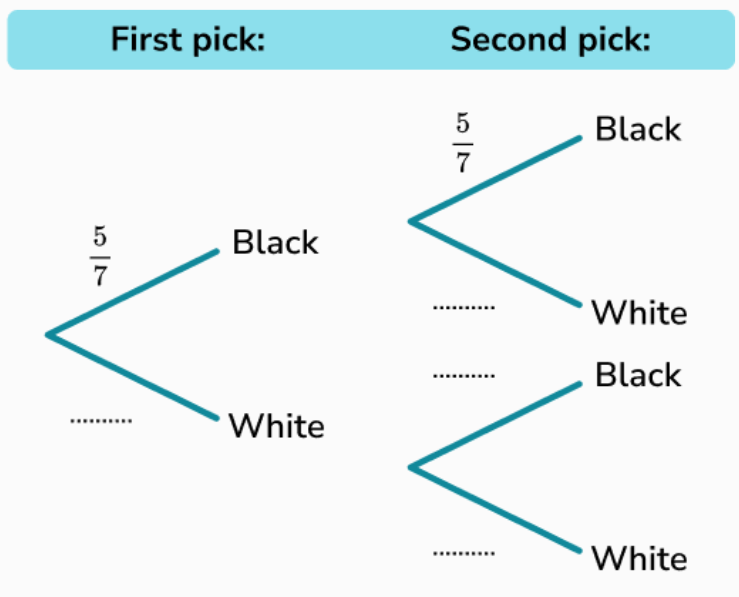 First pick: Second pick:
5/7 Black
.......... White
5/7 Black
.......... White
.......... Black
.......... White